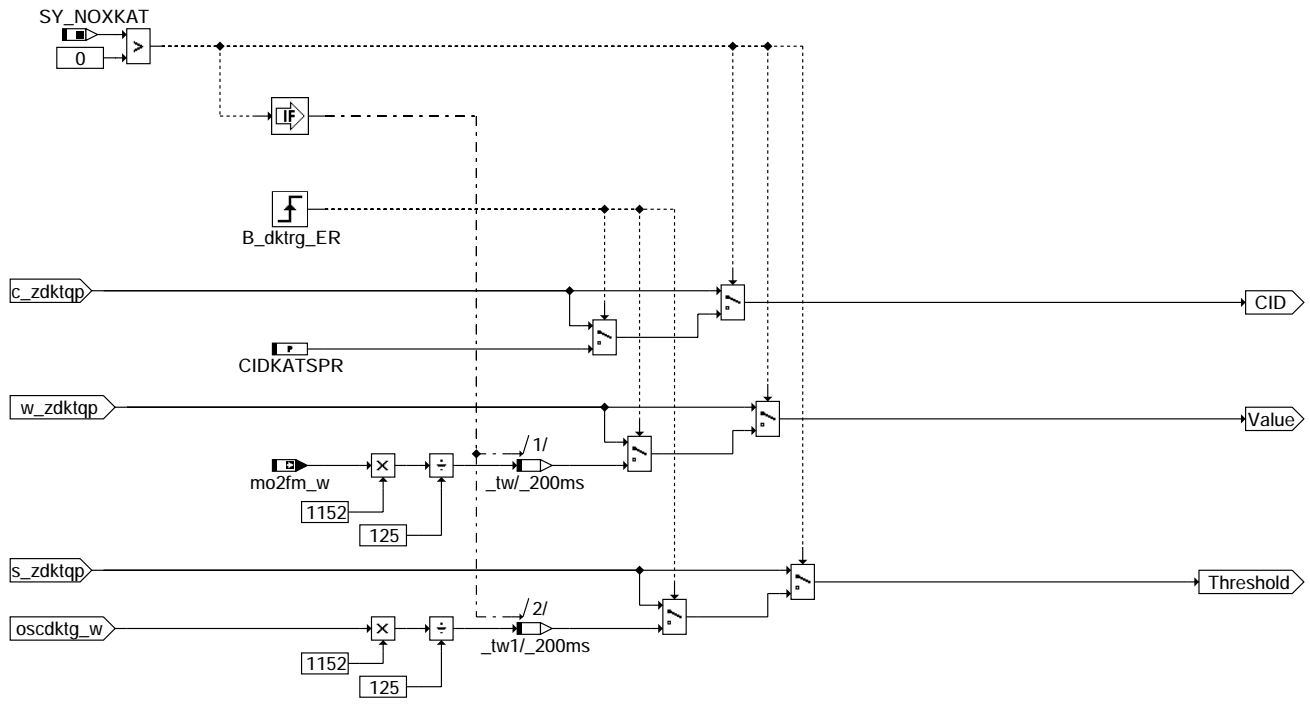 SY_NOXKAT
0
>
IF
B_dktrg_ER
c_zdktqp
CID
P
CIDKATSPR
w_zdktqp
Value
/1/
mo2fm_w
×
÷
_tw/_200ms
1152
125
s_zdktqp
Threshold
/2/
oscdktg_w
×
÷
_tw1/_200ms
1152
125